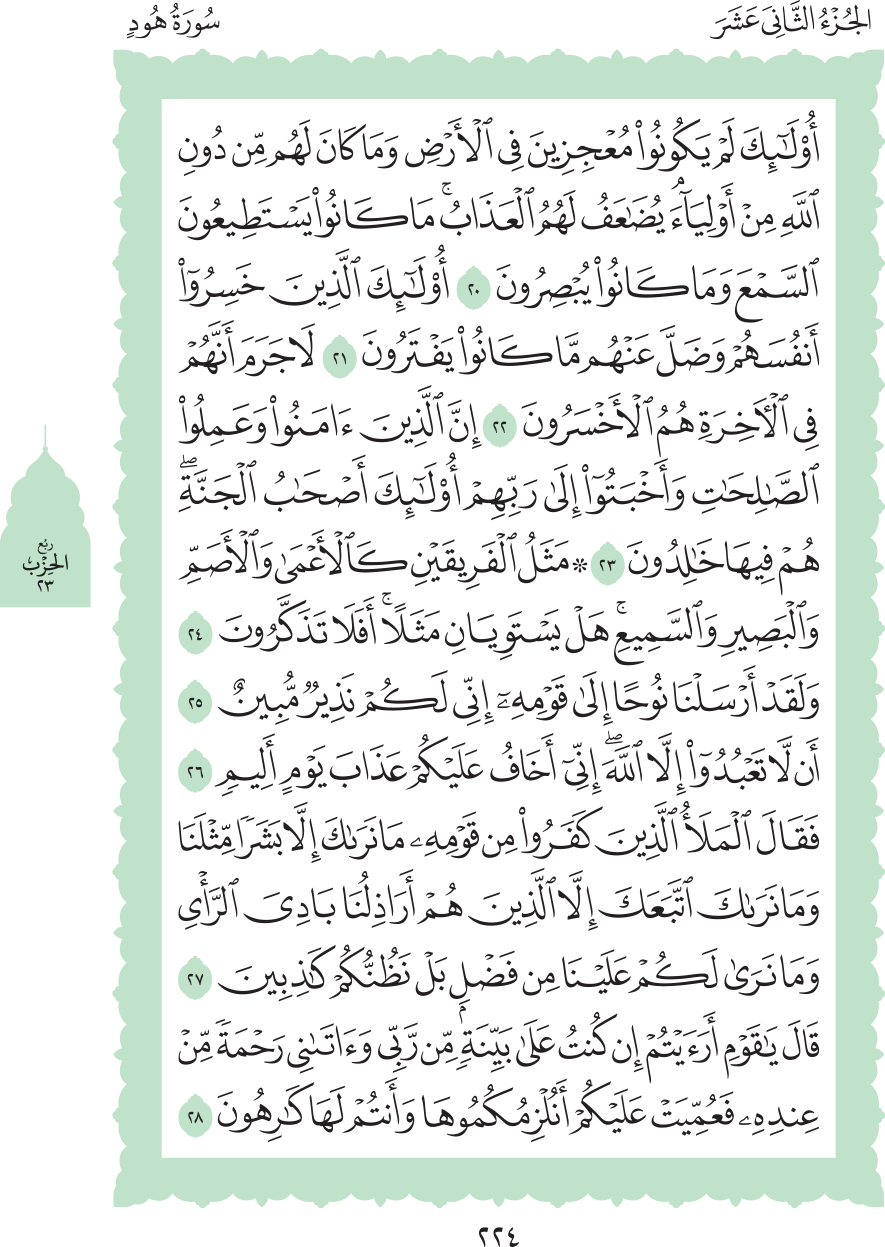 الجُزْءُ الثَّانِيَ عَشَرَ
سُورَةُ هُودٍ
أُوْلَٰٓئِكَ لَمۡ يَكُونُواْ مُعۡجِزِينَ فِي ٱلۡأَرۡضِ وَمَا كَانَ لَهُم مِّن دُونِ
ٱللَّهِ مِنۡ أَوۡلِيَآءَۘ يُضَٰعَفُ لَهُمُ ٱلۡعَذَابُۚ مَا كَانُواْ يَسۡتَطِيعُونَ
ٱلسَّمۡعَ وَمَا كَانُواْ يُبۡصِرُونَ ٢٠ أُوْلَٰٓئِكَ ٱلَّذِينَ خَسِرُوٓاْ
أَنفُسَهُمۡ وَضَلَّ عَنۡهُم مَّا كَانُواْ يَفۡتَرُونَ ٢١ لَا جَرَمَ أَنَّهُمۡ
فِي ٱلۡأٓخِرَةِ هُمُ ٱلۡأَخۡسَرُونَ ٢٢ إِنَّ ٱلَّذِينَ ءَامَنُواْ وَعَمِلُواْ
ٱلصَّٰلِحَٰتِ وَأَخۡبَتُوٓاْ إِلَىٰ رَبِّهِمۡ أُوْلَٰٓئِكَ أَصۡحَٰبُ ٱلۡجَنَّةِۖ
هُمۡ فِيهَا خَٰلِدُونَ ٢٣ ۞ مَثَلُ ٱلۡفَرِيقَيۡنِ كَٱلۡأَعۡمَىٰ وَٱلۡأَصَمِّ
وَٱلۡبَصِيرِ وَٱلسَّمِيعِۚ هَلۡ يَسۡتَوِيَانِ مَثَلًاۚ أَفَلَا تَذَكَّرُونَ ٢٤
وَلَقَدۡ أَرۡسَلۡنَا نُوحًا إِلَىٰ قَوۡمِهِۦٓ إِنِّي لَكُمۡ نَذِيرٞ مُّبِينٌ ٢٥
أَن لَّا تَعۡبُدُوٓاْ إِلَّا ٱللَّهَۖ إِنِّيٓ أَخَافُ عَلَيۡكُمۡ عَذَابَ يَوۡمٍ أَلِيمٖ ٢٦
فَقَالَ ٱلۡمَلَأُ ٱلَّذِينَ كَفَرُواْ مِن قَوۡمِهِۦ مَا نَرَىٰكَ إِلَّا بَشَرٗا مِّثۡلَنَا
وَمَا نَرَىٰكَ ٱتَّبَعَكَ إِلَّا ٱلَّذِينَ هُمۡ أَرَاذِلُنَا بَادِيَ ٱلرَّأۡيِ
وَمَا نَرَىٰ لَكُمۡ عَلَيۡنَا مِن فَضۡلِۭ بَلۡ نَظُنُّكُمۡ كَٰذِبِينَ ٢٧
قَالَ يَٰقَوۡمِ أَرَءَيۡتُمۡ إِن كُنتُ عَلَىٰ بَيِّنَةٖ مِّن رَّبِّي وَءَاتَىٰنِي رَحۡمَةٗ مِّنۡ
عِندِهِۦ فَعُمِّيَتۡ عَلَيۡكُمۡ أَنُلۡزِمُكُمُوهَا وَأَنتُمۡ لَهَا كَٰرِهُونَ ٢٨
رُبُع
الحِزْب
٢٣
٢٢٤